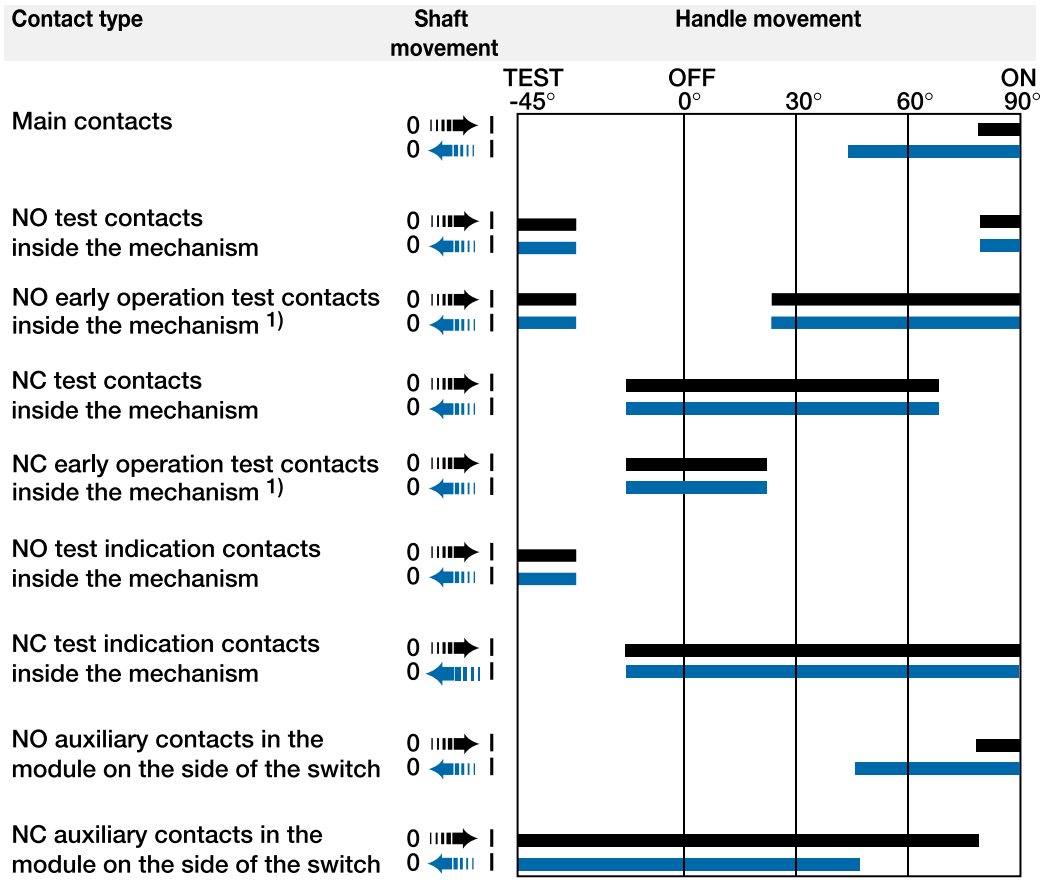 Contact type Shaft Handle movement
movement
TEST OFF ON
-45° 0° 30° 60° 90°
Main contacts 0 I
0 I
NO test contacts 0 I
inside the mechanism 0 I
NO early operation test contacts 0 I
inside the mechanism 1) 0 I
NC test contacts 0 I
inside the mechanism 0 I
NC early operation test contacts 0 I
inside the mechanism 1) 0 I
NO test indication contacts 0 I
inside the mechanism 0 I
NC test indication contacts 0 I
inside the mechanism 0 I
NO auxiliary contacts in the 0 I
module on the side of the switch 0 I
NC auxiliary contacts in the 0 I
module on the side of the switch 0 I